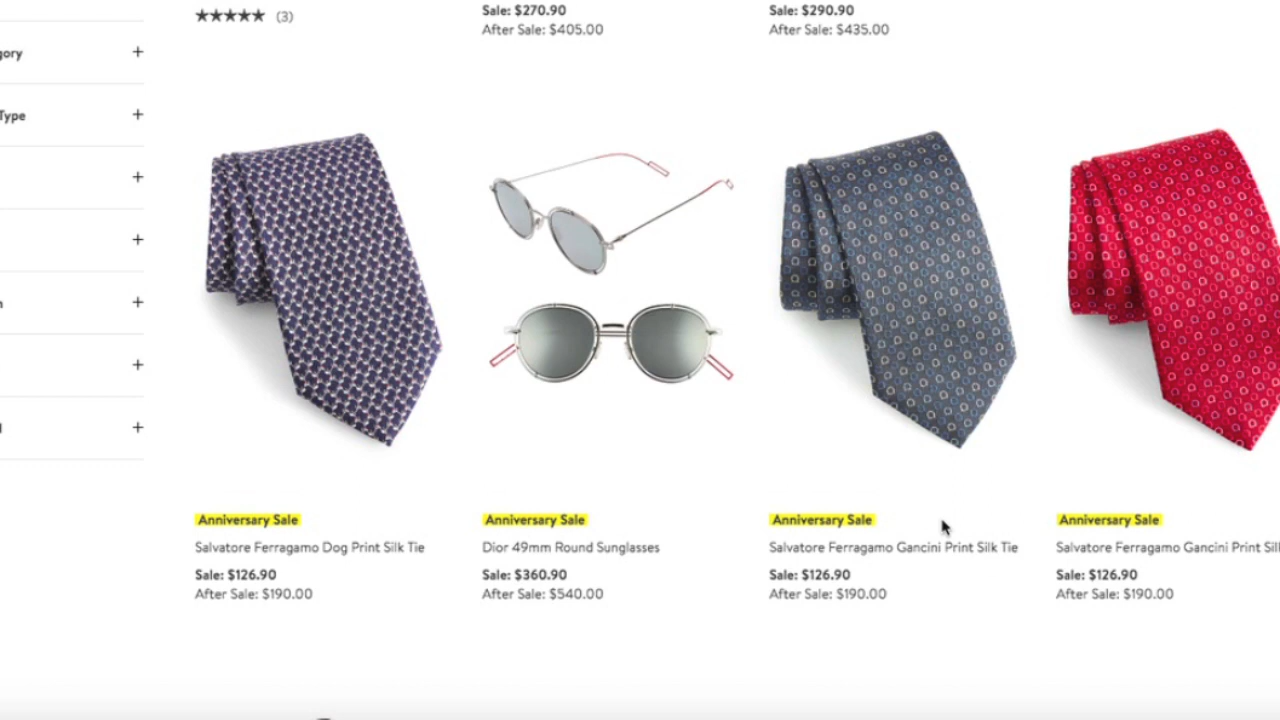 ★★★★★ (3)
Sale: $270.90
After Sale: $405.00
Sale: $290.90
After Sale: $435.00
gory +
Type +
+
+
n +
+
+
Anniversary Sale
Salvatore Ferragamo Dog Print Silk Tie
Sale: $126.90
After Sale: $190.00
Anniversary Sale
Dior 49mm Round Sunglasses
Sale: $360.90
After Sale: $540.00
Anniversary Sale
Salvatore Ferragamo Gancini Print Silk Tie
Sale: $126.90
After Sale: $190.00
Anniversary Sale
Salvatore Ferragamo Gancini Print Sil
Sale: $126.90
After Sale: $190.00